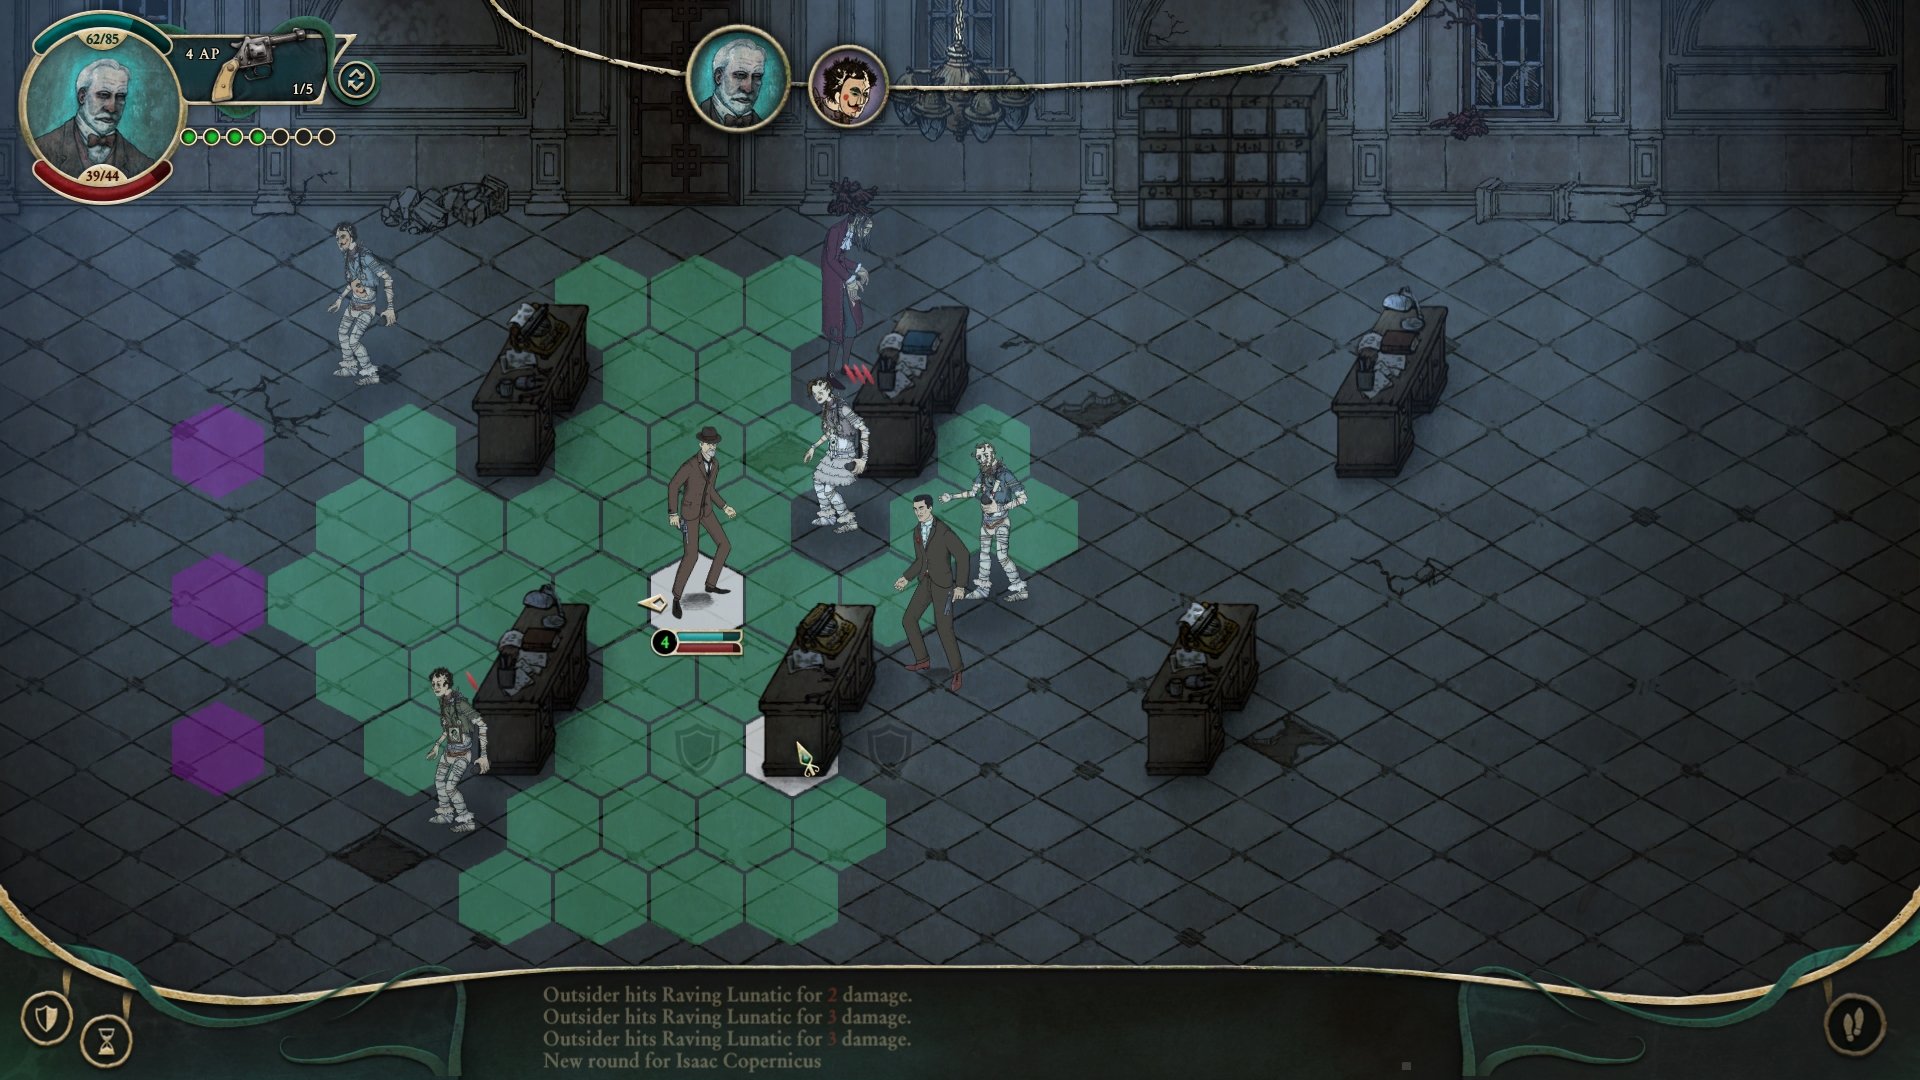 62/85
4 AP
1/5
39/44
4
Outsider hits Raving Lunatic for 2 damage.
Outsider hits Raving Lunatic for 3 damage.
Outsider hits Raving Lunatic for 3 damage.
New round for Isaac Copernicus